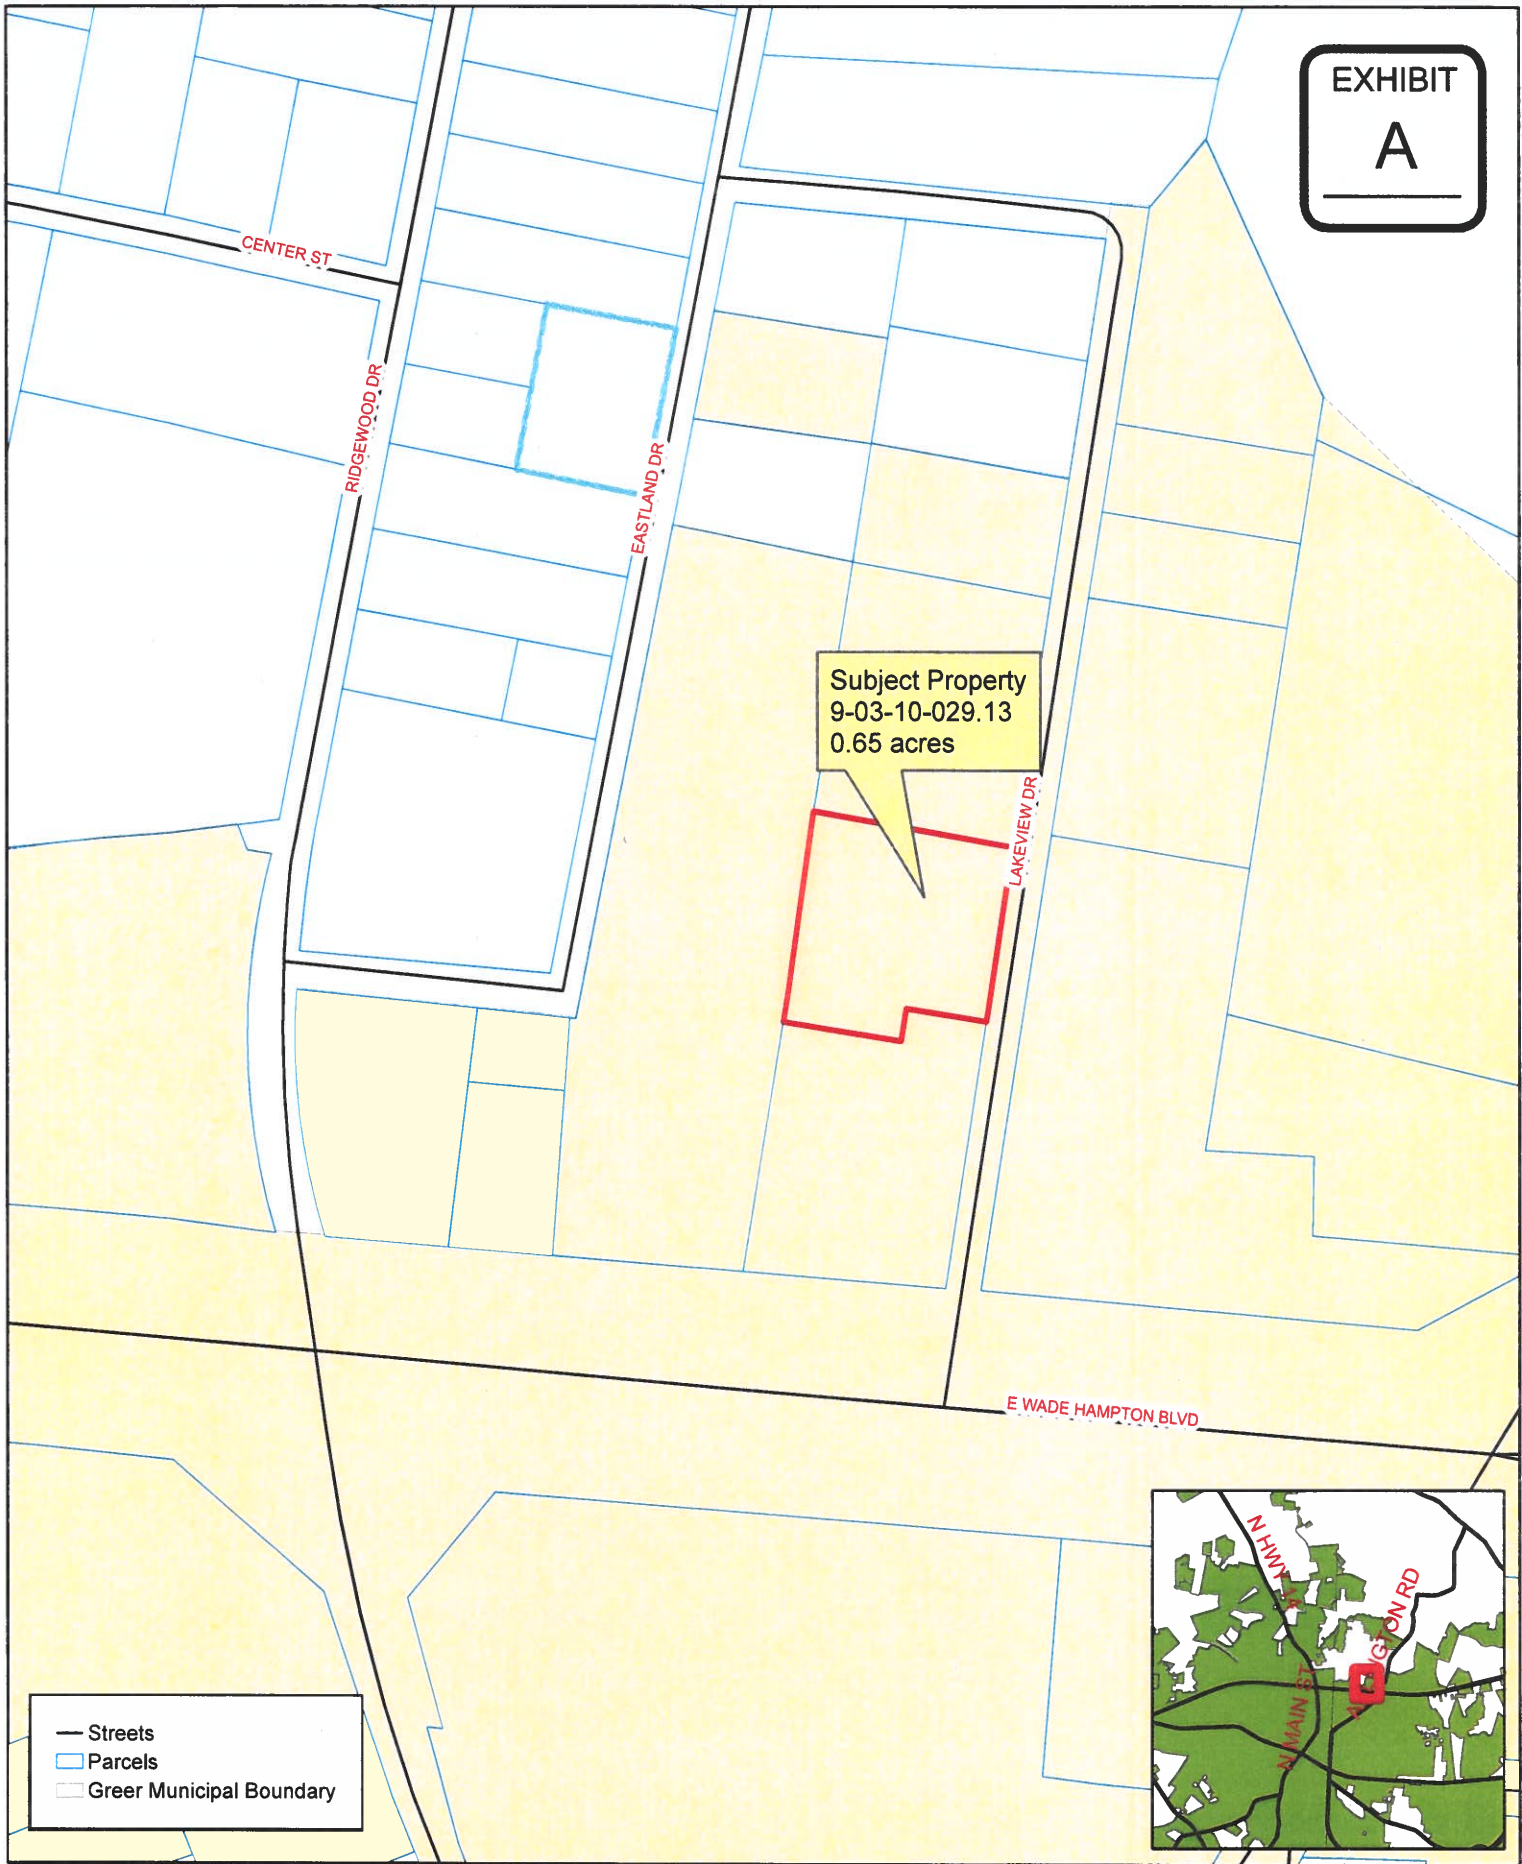 EXHIBIT
A
CENTER ST
RIDGEWOOD DR
EASTLAND DR
Subject Property
9-03-10-029.13
0.65 acres
LAKEVIEW DR
E WADE HAMPTON BLVD
N HWY
N MAIN ST
Streets
Parcels
Greer Municipal Boundary